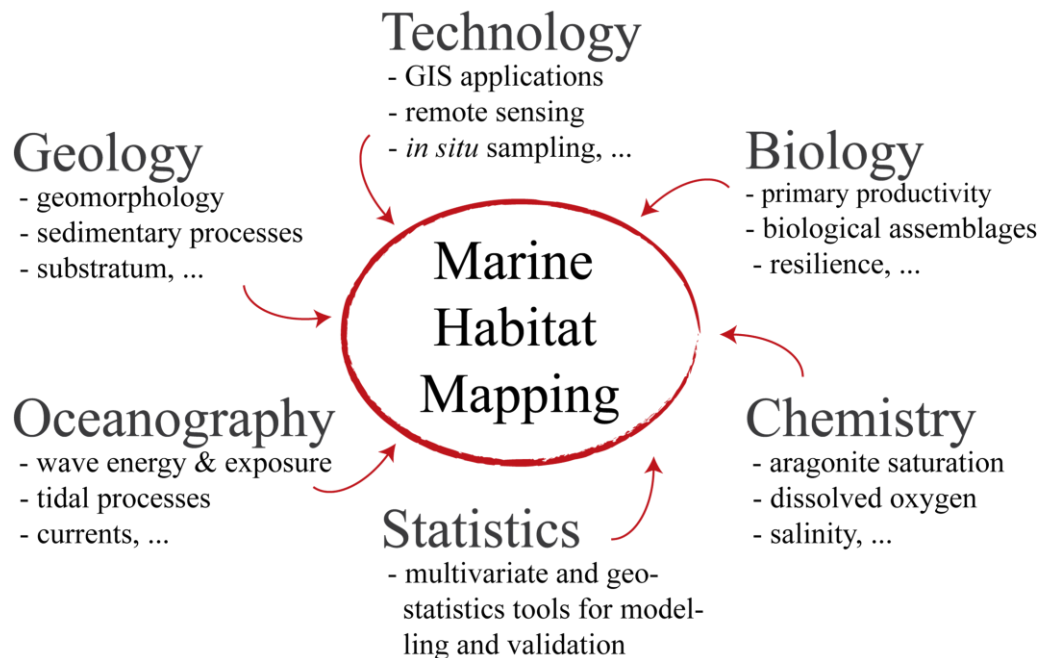 Technology
- GIS applications
- remote sensing
- in situ sampling, ...
Geology
- geomorphology
- sedimentary processes
- substratum, ...
Biology
- primary productivity
- biological assemblages
- resilience, ...
Marine
Habitat
Mapping
Oceanography
- wave energy & exposure
- tidal processes
- currents, ...
Chemistry
- aragonite saturation
- dissolved oxygen
- salinity, ...
Statistics
- multivariate and geo-
statistics tools for model-
ling and validation